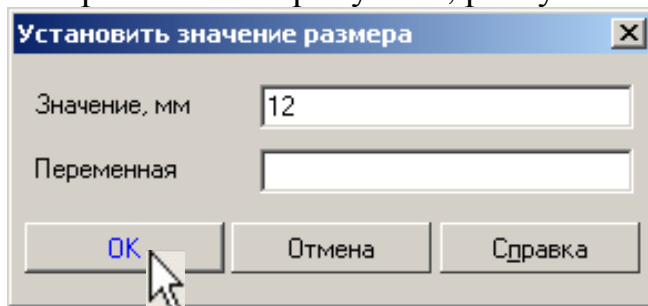 Установить значение размера
Значение, мм 12
Переменная
OK Отмена Справка